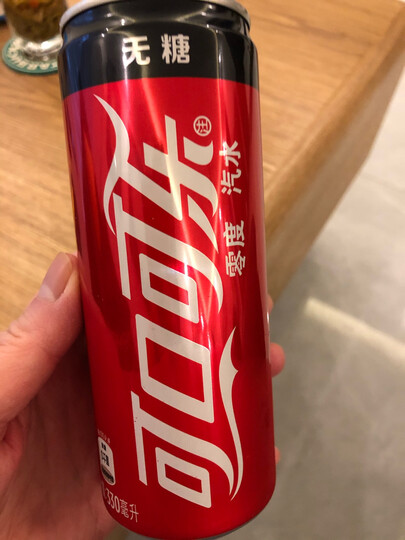 无糖
可口可乐
零度 汽水
330毫升